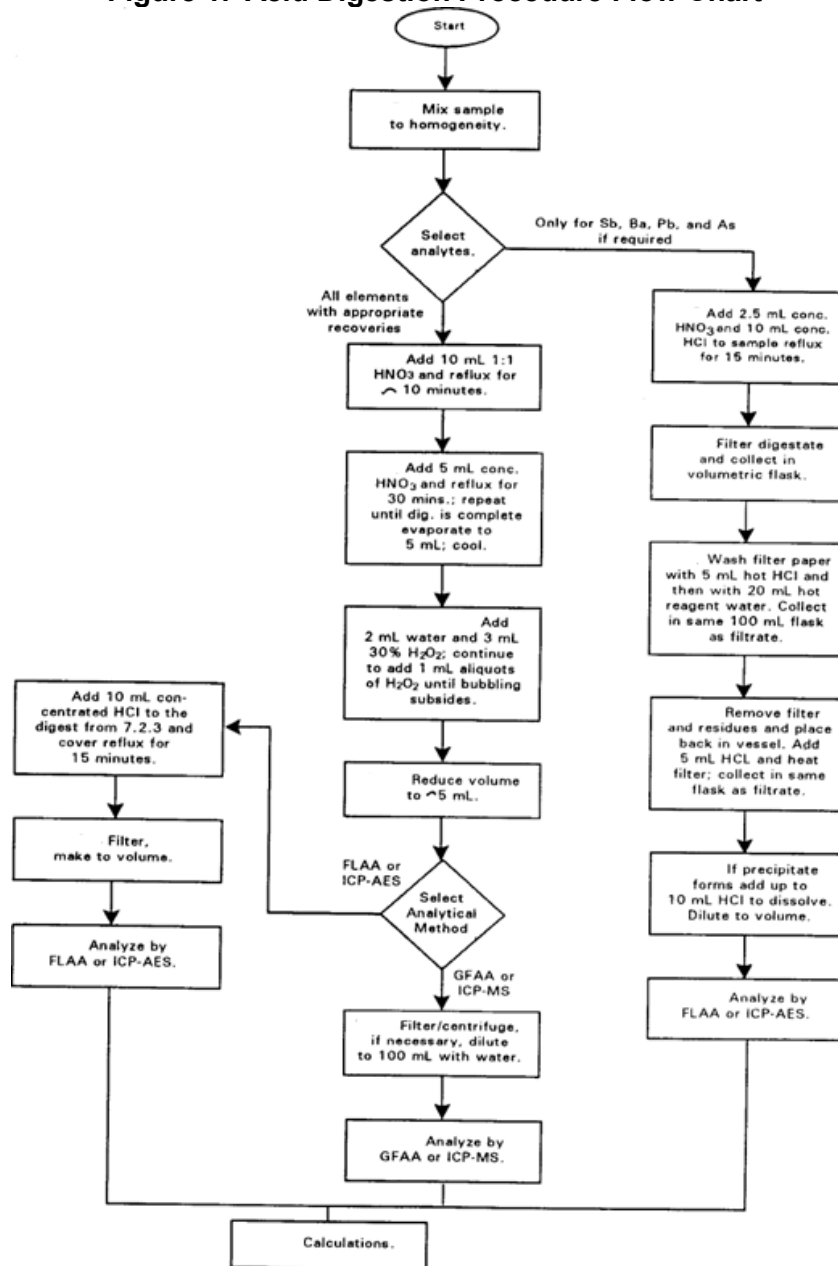 Figure 1. Acid Digestion Procedure Flow Chart
Start
Mix sample
to homogeneity.
Select
analytes.
Only for Sb, Ba, Pb, and As
if required
All elements
with appropriate
recoveries
Add 10 mL 1:1
HNO3 and reflux for
⌒ 10 minutes.
Add 5 mL conc.
HNO₃ and reflux for
30 mins.; repeat
until dig. is complete
evaporate to
5 mL; cool.
Add
2 mL water and 3 mL
30% H₂O₂; continue
to add 1 mL aliquots
of H₂O₂ until bubbling
subsides.
Reduce volume
to ⌒5 mL.
Select
Analytical
Method
FLAA or
ICP-AES
Add 10 mL con-
centrated HCl to the
digest from 7.2.3 and
cover reflux for
15 minutes.
Filter,
make to volume.
Analyze by
FLAA or ICP-AES.
GFAA or
ICP-MS
Filter/centrifuge,
if necessary, dilute
to 100 mL with water.
Analyze by
GFAA or ICP-MS.
Add 2.5 mL conc.
HNO₃ and 10 mL conc.
HCl to sample reflux
for 15 minutes.
Filter digestate
and collect in
volumetric flask.
Wash filter paper
with 5 mL hot HCl and
then with 20 mL hot
reagent water. Collect
in same 100 mL flask
as filtrate.
Remove filter
and residues and place
back in vessel. Add
5 mL HCL and heat
filter; collect in same
flask as filtrate.
If precipitate
forms add up to
10 mL HCl to dissolve.
Dilute to volume.
Analyze by
FLAA or ICP-AES.
Calculations.